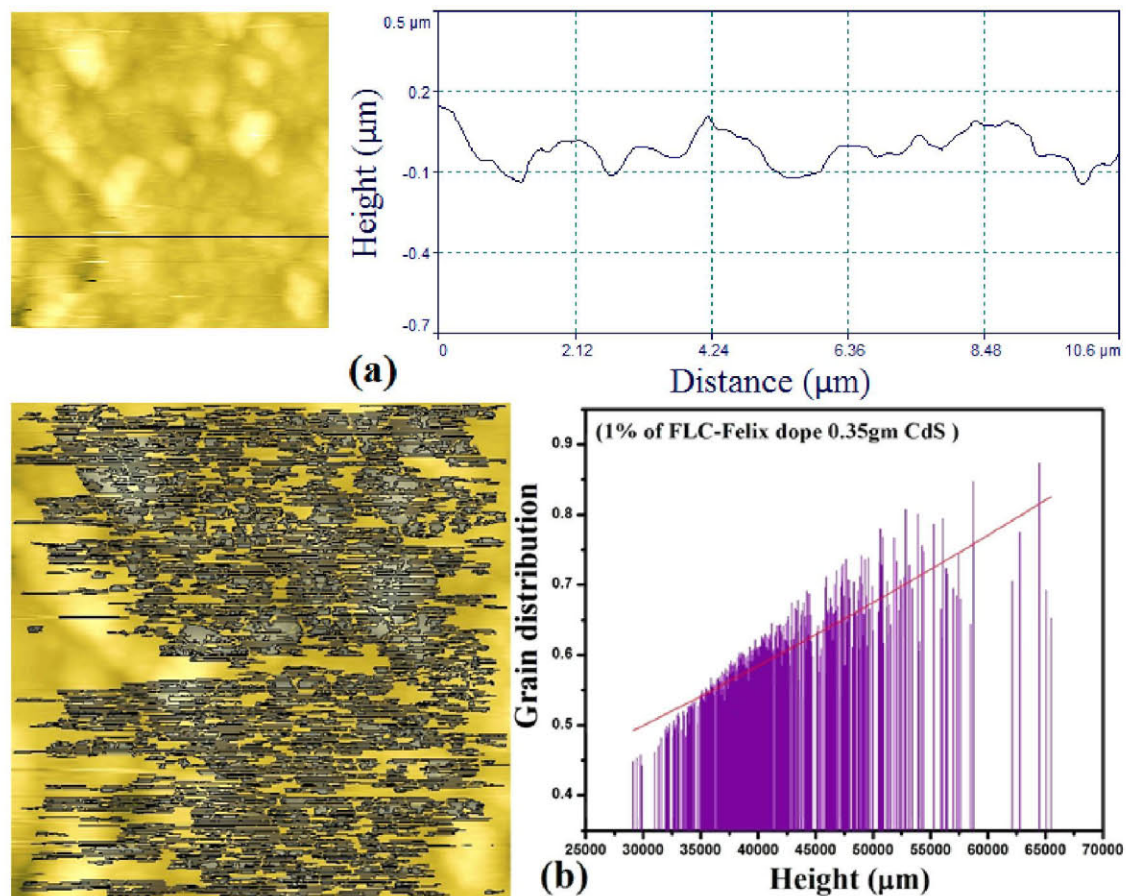 0.5 μm
0.2
-0.1
-0.4
-0.7
Height (μm)
0
2.12
4.24
6.36
8.48
10.6 μm
Distance (μm)
(a)
(1% of FLC-Felix dope 0.35gm CdS )
0.9
0.8
0.7
0.6
0.5
0.4
Grain distribution
25000
30000
35000
40000
45000
50000
55000
60000
65000
70000
Height (μm)
(b)